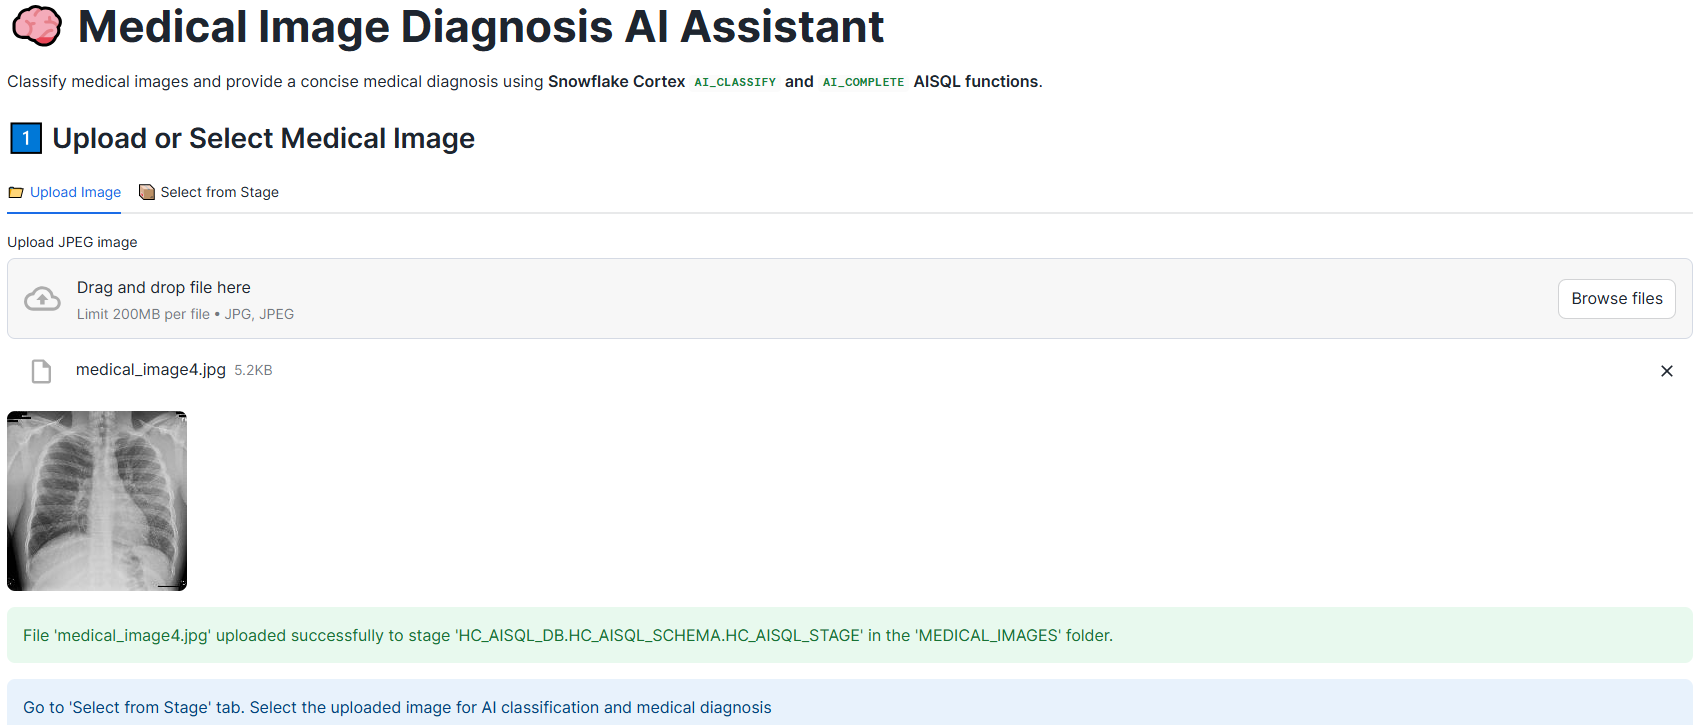 Medical Image Diagnosis AI Assistant
Classify medical images and provide a concise medical diagnosis using Snowflake Cortex AI_CLASSIFY and AI_COMPLETE AISQL functions.
1 Upload or Select Medical Image
Upload Image Select from Stage
Upload JPEG image
Drag and drop file here
Limit 200MB per file • JPG, JPEG
Browse files
medical_image4.jpg 5.2KB
File 'medical_image4.jpg' uploaded successfully to stage 'HC_AISQL_DB.HC_AISQL_SCHEMA.HC_AISQL_STAGE' in the 'MEDICAL_IMAGES' folder.
Go to 'Select from Stage' tab. Select the uploaded image for AI classification and medical diagnosis